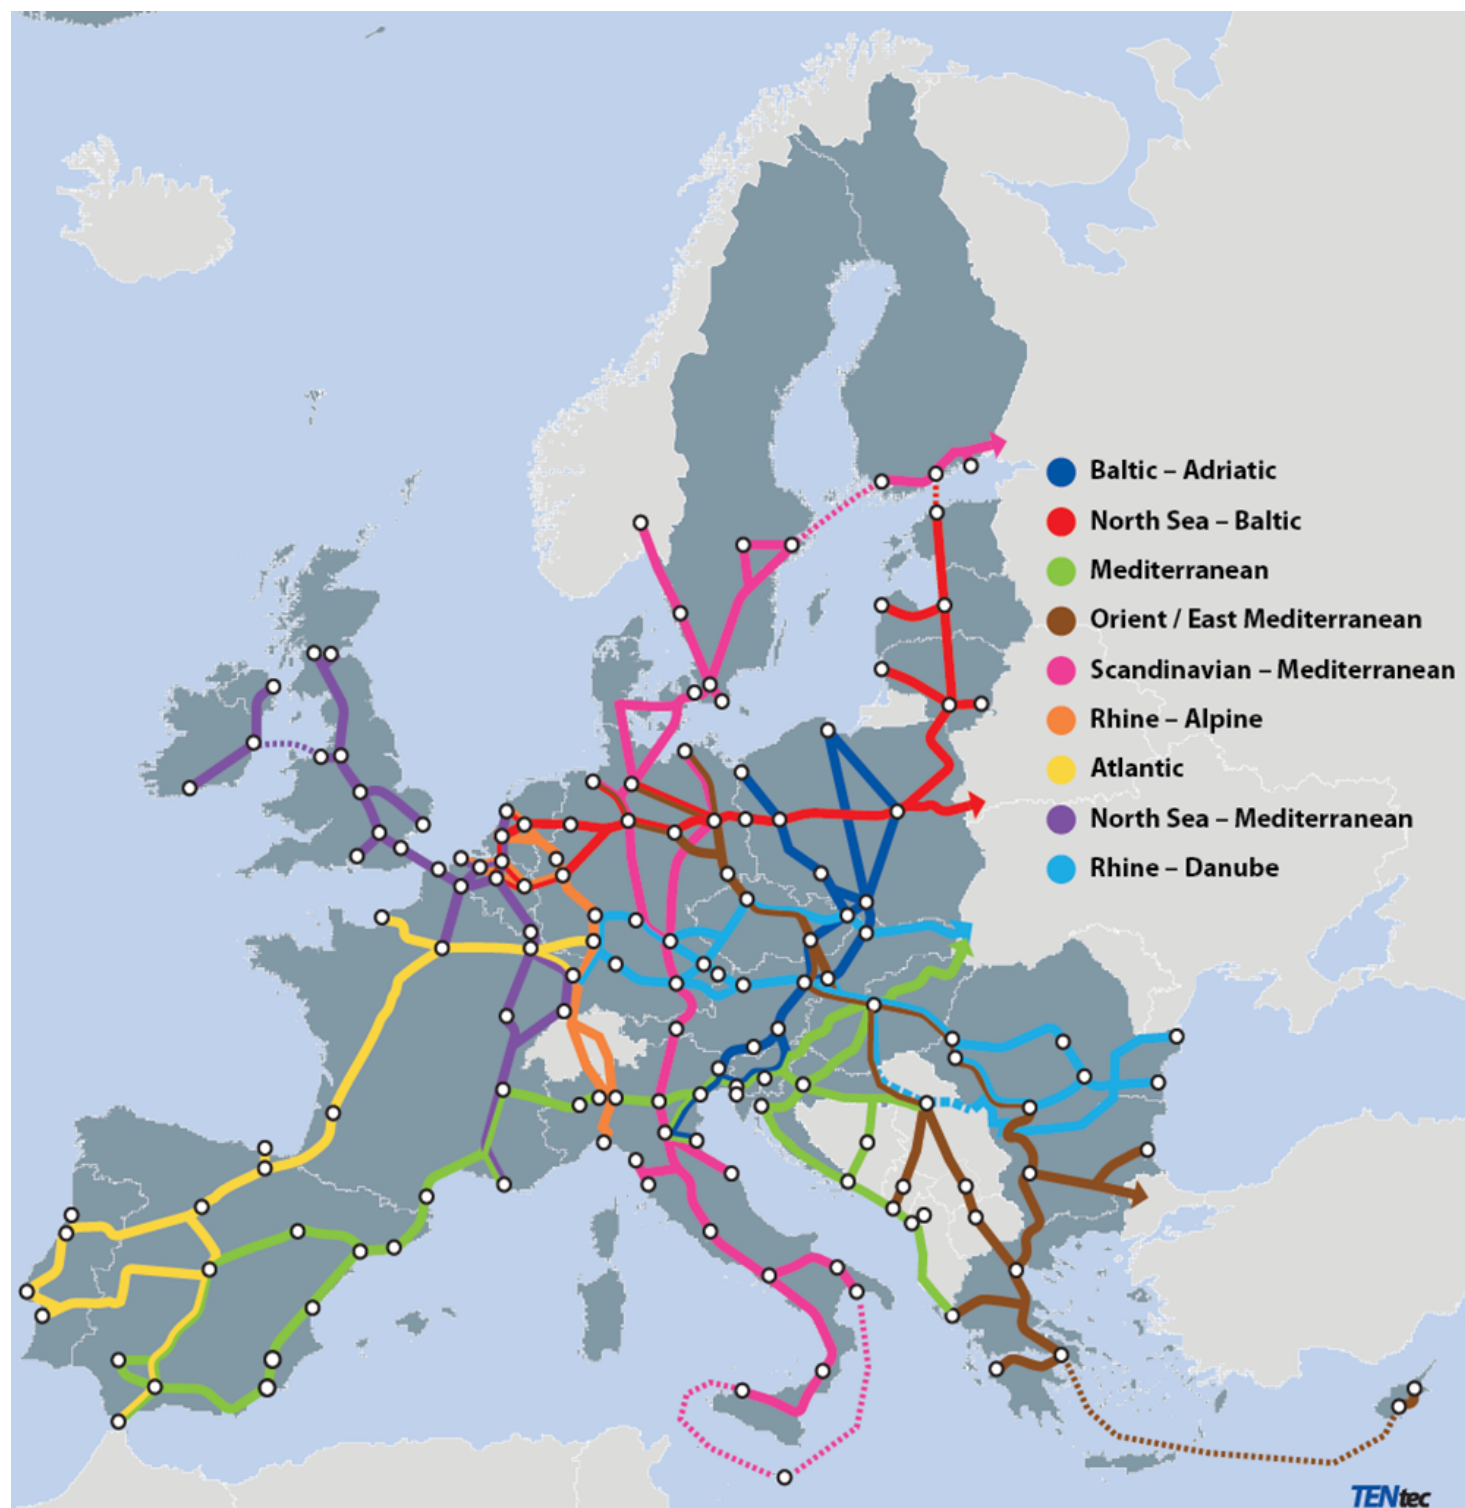 Baltic – Adriatic
North Sea – Baltic
Mediterranean
Orient / East Mediterranean
Scandinavian – Mediterranean
Rhine – Alpine
Atlantic
North Sea – Mediterranean
Rhine – Danube
TENtec